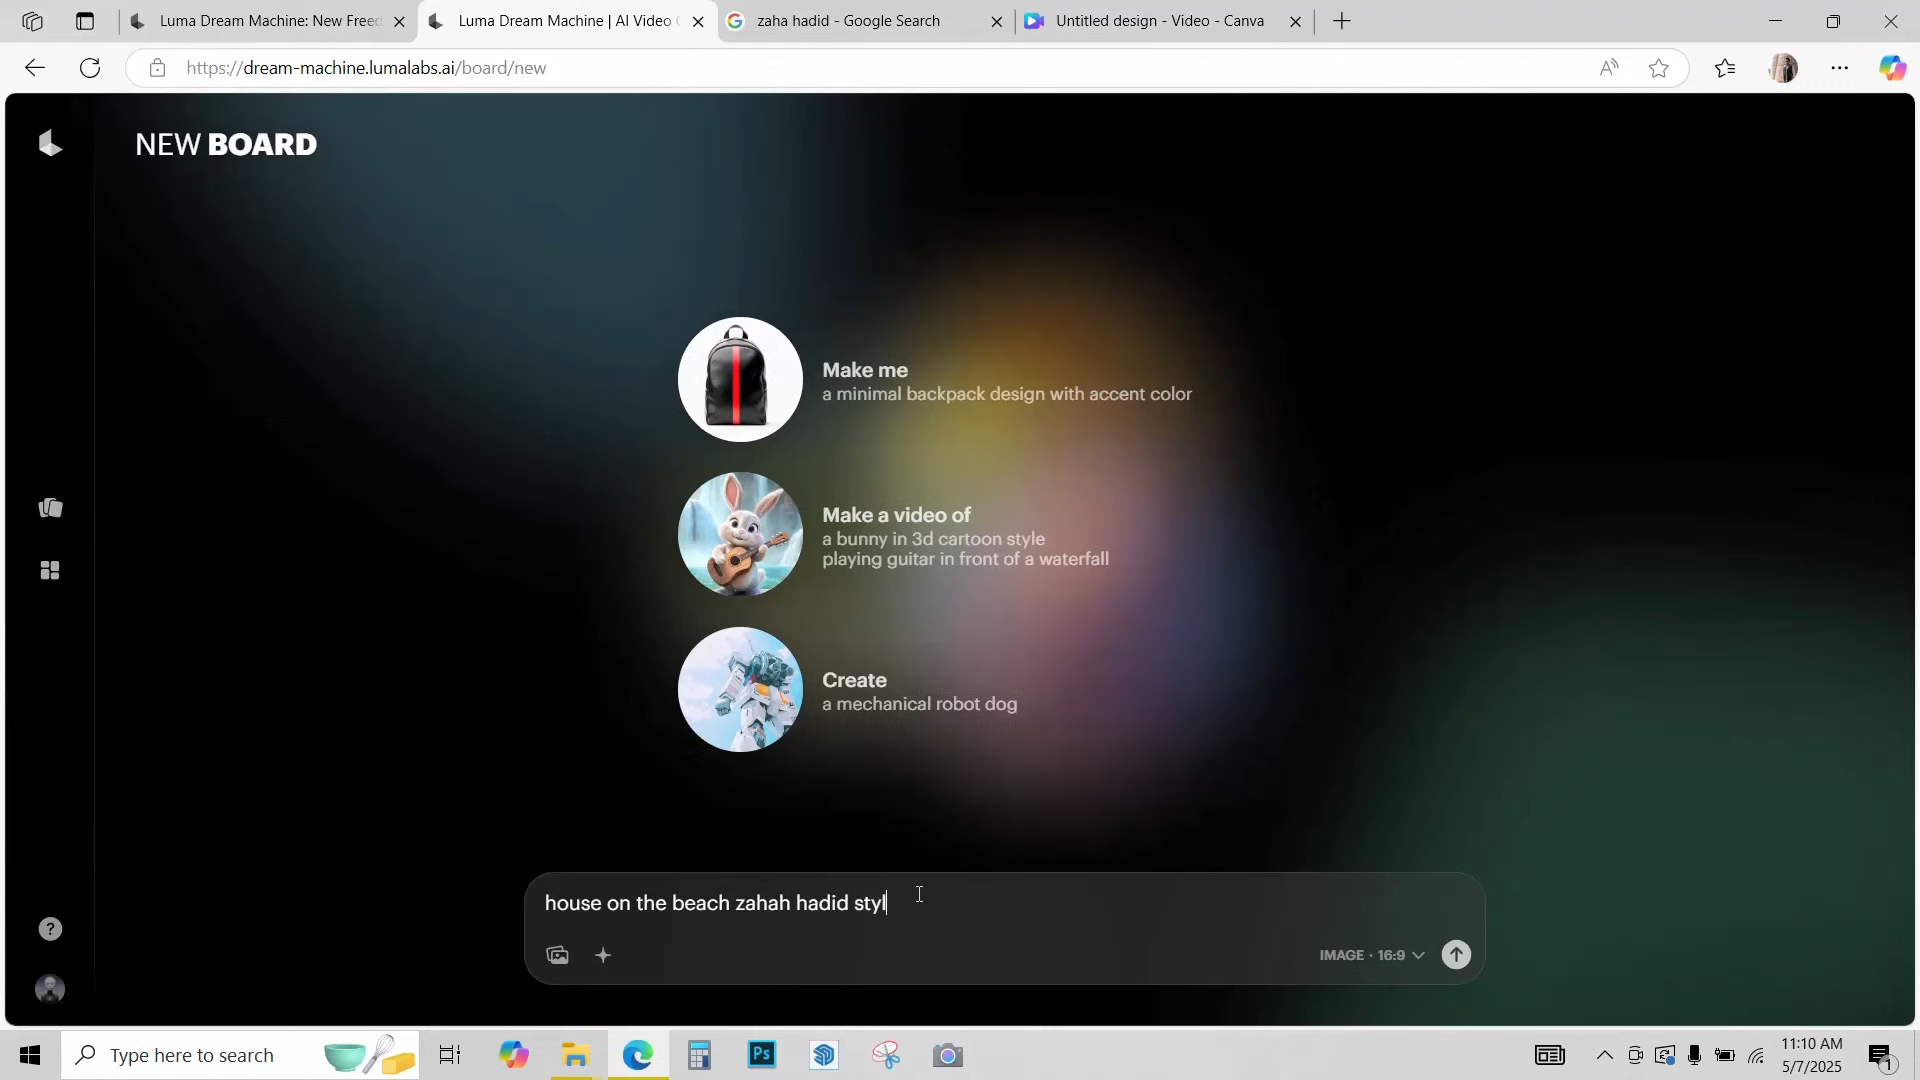 Luma Dream Machine: New Freed
Luma Dream Machine | AI Video
zaha hadid - Google Search
Untitled design - Video - Canva
https://dream-machine.lumalabs.ai/board/new
NEW BOARD
Make me
a minimal backpack design with accent color
Make a video of
a bunny in 3d cartoon style
playing guitar in front of a waterfall
Create
a mechanical robot dog
house on the beach zahah hadid styl
IMAGE · 16:9
?
Type here to search
Ps
11:10 AM
5/7/2025
1